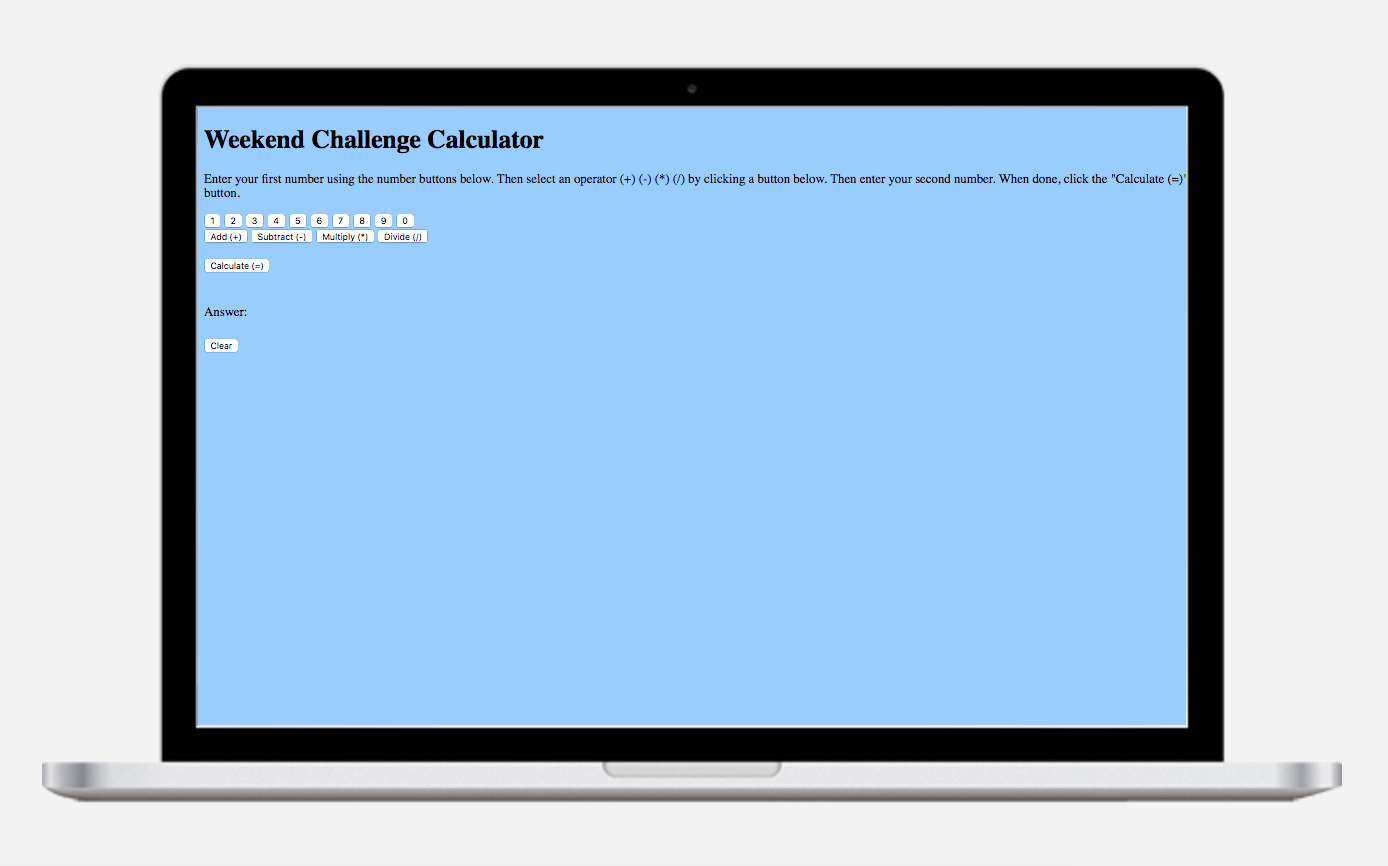 Weekend Challenge Calculator
Enter your first number using the number buttons below. Then select an operator (+) (-) (*) (/) by clicking a button below. Then enter your second number. When done, click the "Calculate (=)"
button.
1 2 3 4 5 6 7 8 9 0
Add (+) Subtract (-) Multiply (*) Divide (/)
Calculate (=)
Answer:
Clear